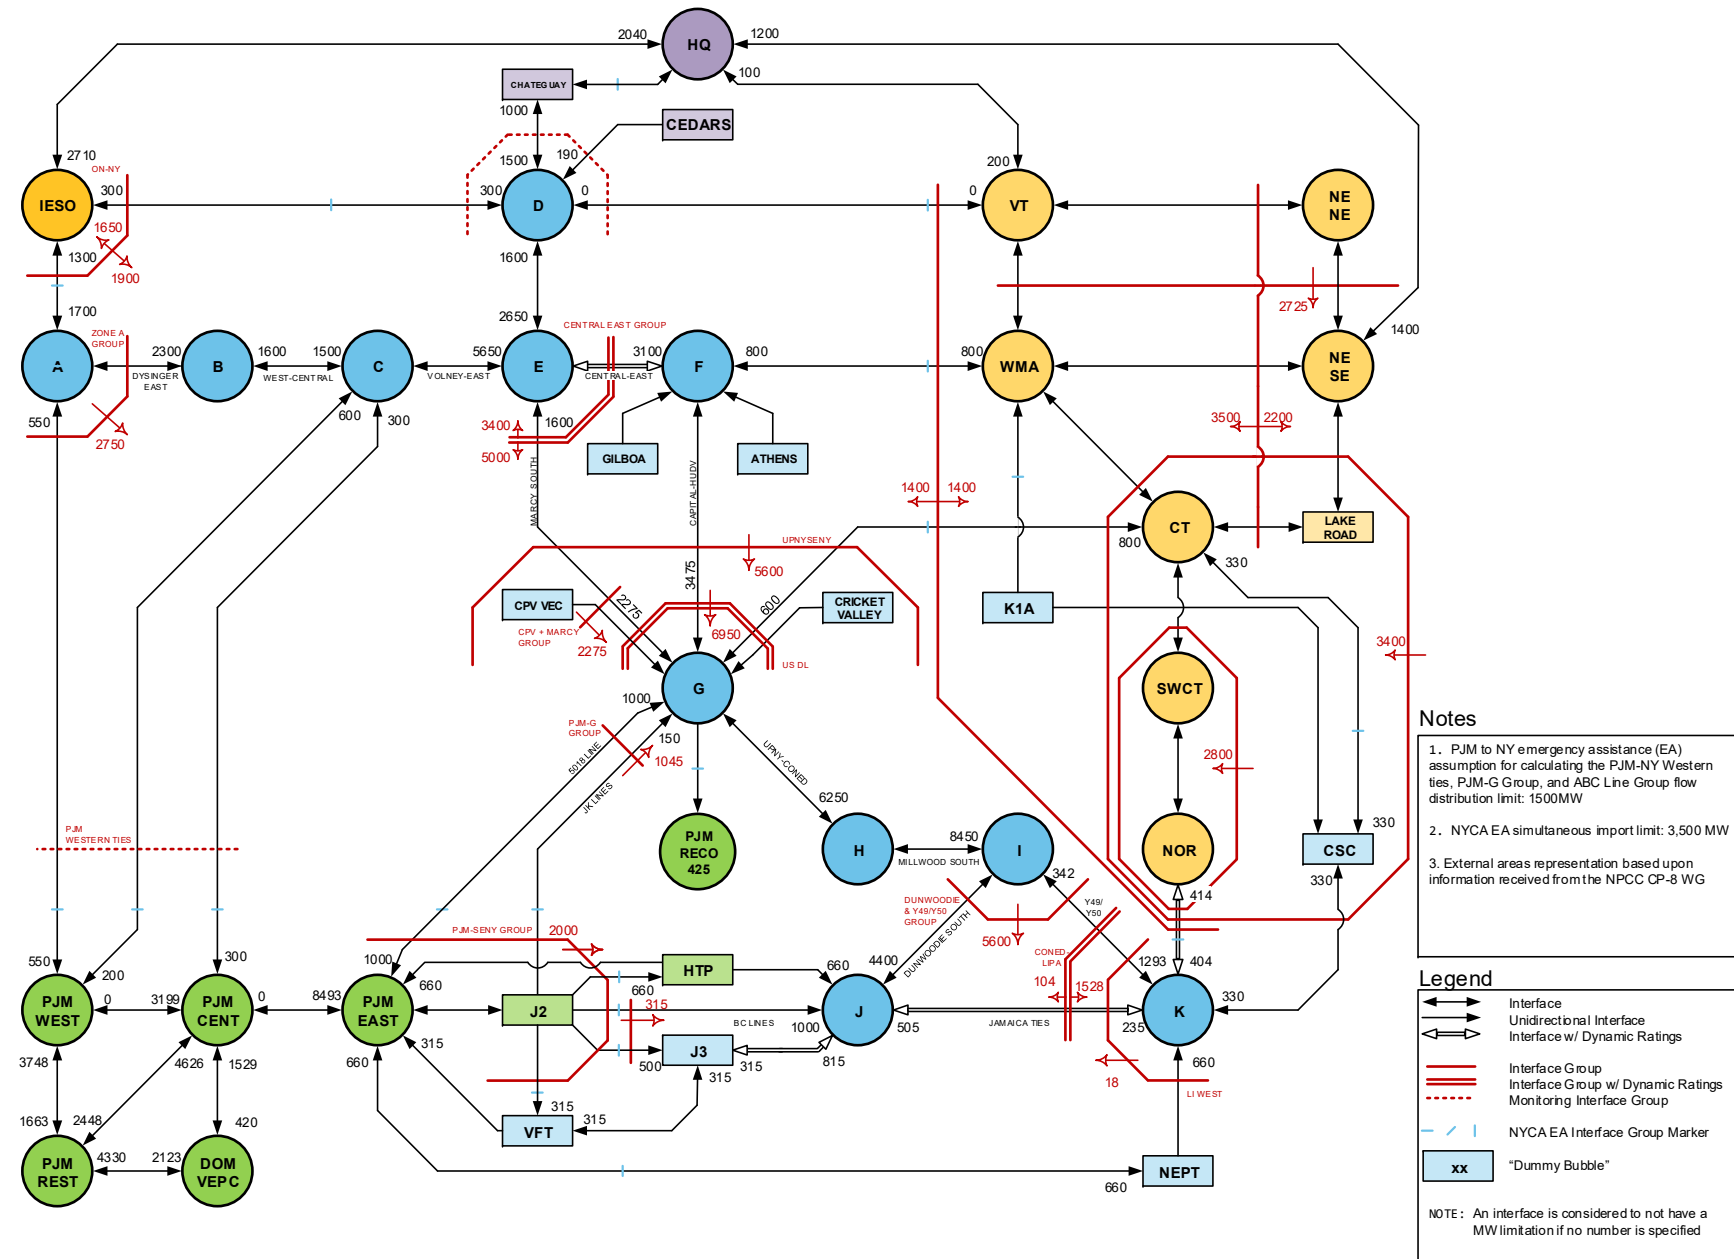 2040
HQ
1200
100
CHATEGUAY
1000
CEDARS
2710
ON-NY
1500
190
200
IESO
300
300
D
0
0
VT
NE
NE
1650
1300
1900
1600
2725
1700
2650
CENTRAL EAST GROUP
1400
ZONE A
GROUP
A
2300
DYSINGER
EAST
B
1600
WEST-CENTRAL
1500
C
5650
VOLNEY-EAST
E
3100
CENTRAL-EAST
F
800
800
WMA
NE
SE
550
2750
600
300
1600
3400
5000
3500
2200
GILBOA
ATHENS
MARCY SOUTH
CAPITAL-HUDV
1400
1400
CT
LAKE
ROAD
800
330
UPNYSENY
5600
3475
2275
600
CPV VEC
CRICKET
VALLEY
K1A
CPV + MARCY
GROUP
2275
6950
US DL
3400
G
SWCT
1000
150
PJM-G
GROUP
1045
5018 LINE
JK LINES
UPNY-CONED
2800
6250
PJM
WESTERN TIES
PJM
RECO
425
H
8450
MILLWOOD SOUTH
I
NOR
330
CSC
330
342
414
DUNWOODIE
& Y49/Y50
GROUP
DUNWOODIE SOUTH
5600
Y49/
Y50
PJM-SENY GROUP
2000
CONED-
LIPA
550
200
300
1000
660
HTP
660
660
4400
104
1528
1293
404
PJM
WEST
0
3199
PJM
CENT
0
8493
PJM
EAST
J2
315
BC LINES
1000
J
505
JAMAICA TIES
235
K
330
3748
4626
1529
660
315
500
J3
315
315
815
18
660
LI WEST
1663
2448
420
315
VFT
315
PJM
REST
4330
2123
DOM
VEPC
NEPT
660
Notes
1. PJM to NY emergency assistance (EA)
assumption for calculating the PJM-NY Western
ties, PJM-G Group, and ABC Line Group flow
distribution limit: 1500MW
2. NYCA EA simultaneous import limit: 3,500 MW
3. External areas representation based upon
information received from the NPCC CP-8 WG
Legend
Interface
Unidirectional Interface
Interface w/ Dynamic Ratings
Interface Group
Interface Group w/ Dynamic Ratings
Monitoring Interface Group
NYCA EA Interface Group Marker
xx
“Dummy Bubble”
NOTE: An interface is considered to not have a
MW limitation if no number is specified